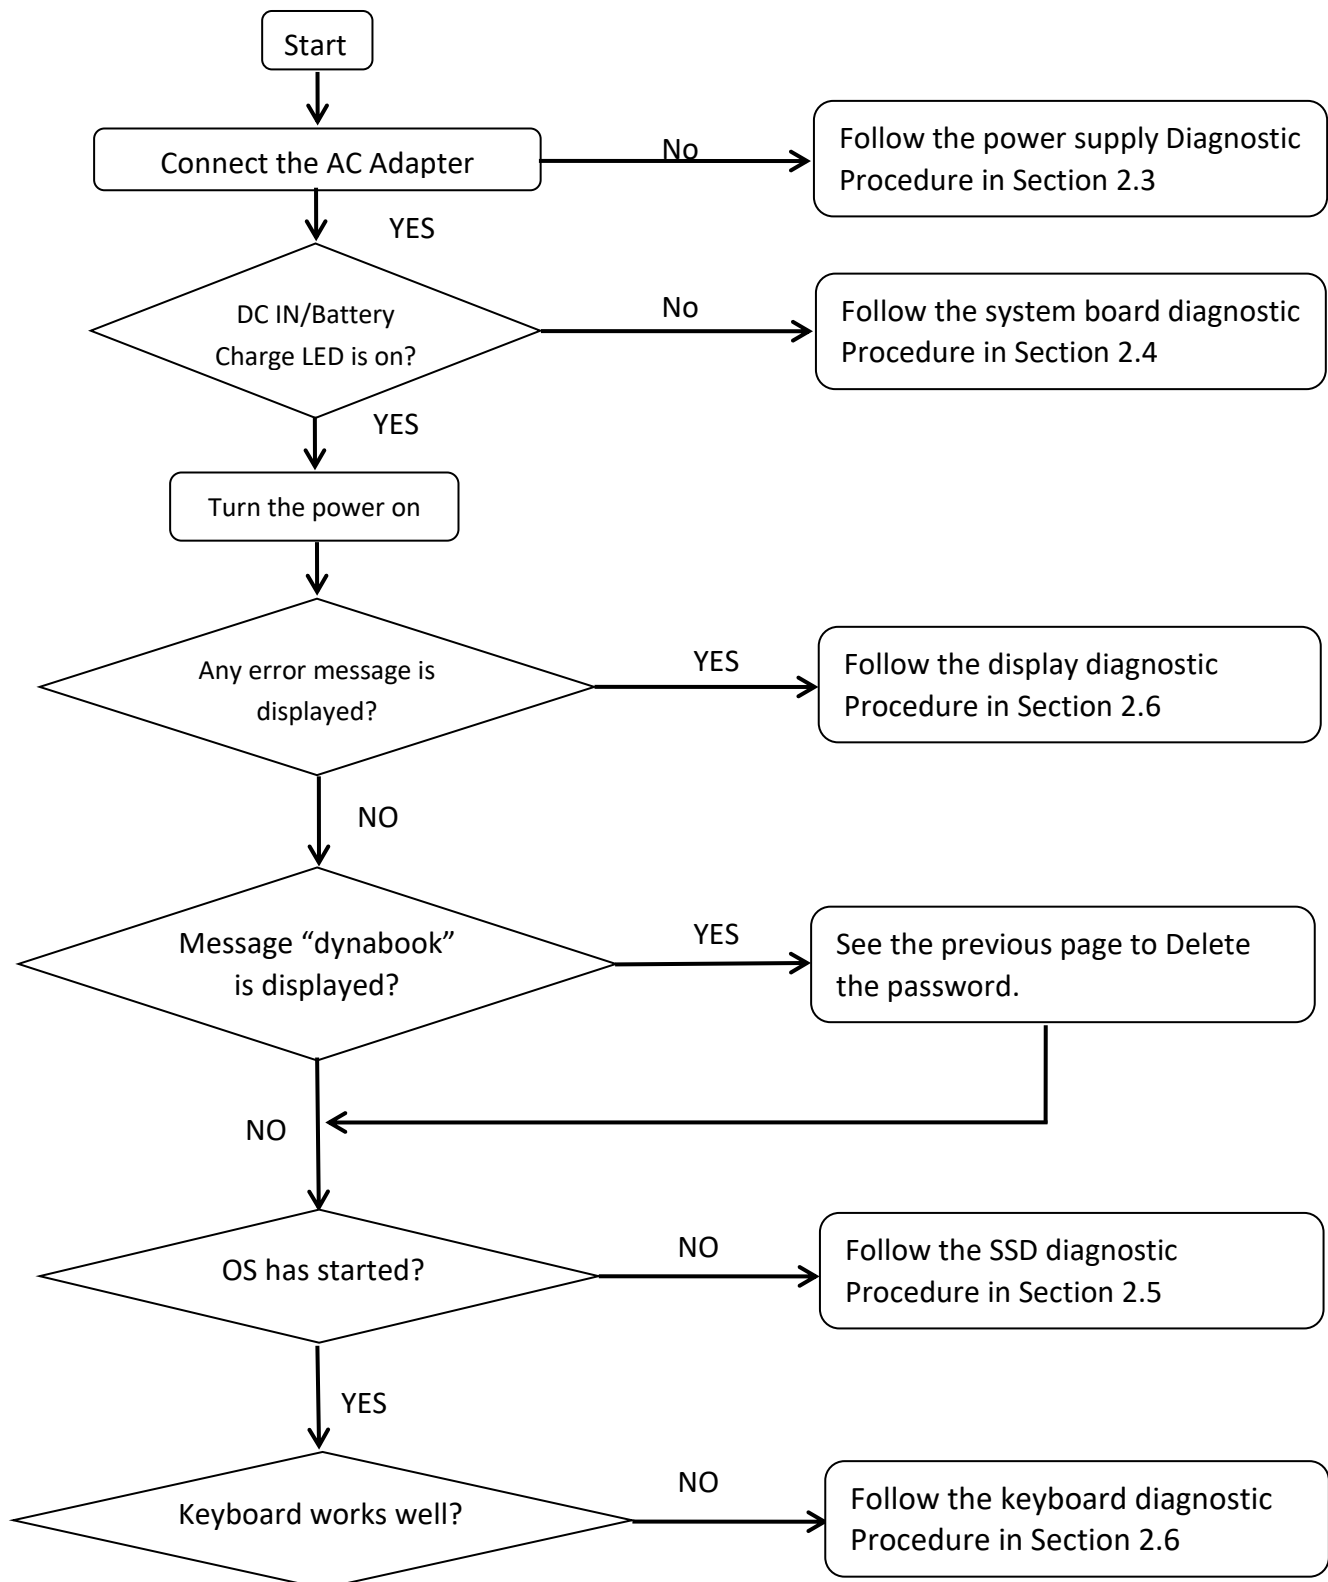 Start
Connect the AC Adapter
No
Follow the power supply Diagnostic
Procedure in Section 2.3
YES
DC IN/Battery
Charge LED is on?
No
Follow the system board diagnostic
Procedure in Section 2.4
YES
Turn the power on
Any error message is
displayed?
YES
Follow the display diagnostic
Procedure in Section 2.6
NO
Message “dynabook”
is displayed?
YES
See the previous page to Delete
the password.
NO
OS has started?
NO
Follow the SSD diagnostic
Procedure in Section 2.5
YES
Keyboard works well?
NO
Follow the keyboard diagnostic
Procedure in Section 2.6